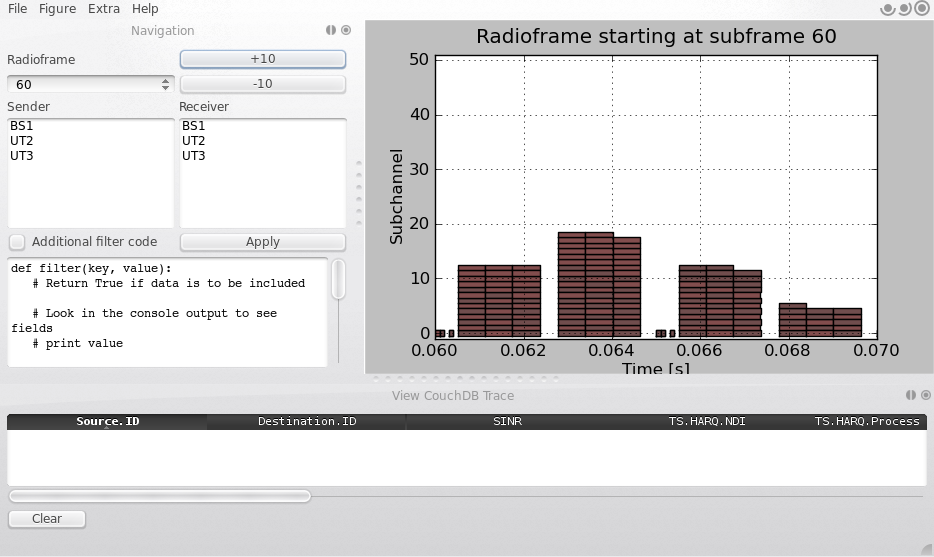 File Figure Extra Help
Navigation
Radioframe
+10
60
-10
Sender
Receiver
BS1
UT2
UT3
BS1
UT2
UT3
Additional filter code
Apply
def filter(key, value):
# Return True if data is to be included
# Look in the console output to see
fields
# print value
Radioframe starting at subframe 60
Subchannel
50
40
30
20
10
0
0.060 0.062 0.064 0.066 0.068 0.070
Time [s]
View CouchDB Trace
Source.ID Destination.ID SINR TS.HARQ.NDI TS.HARQ.Process
Clear